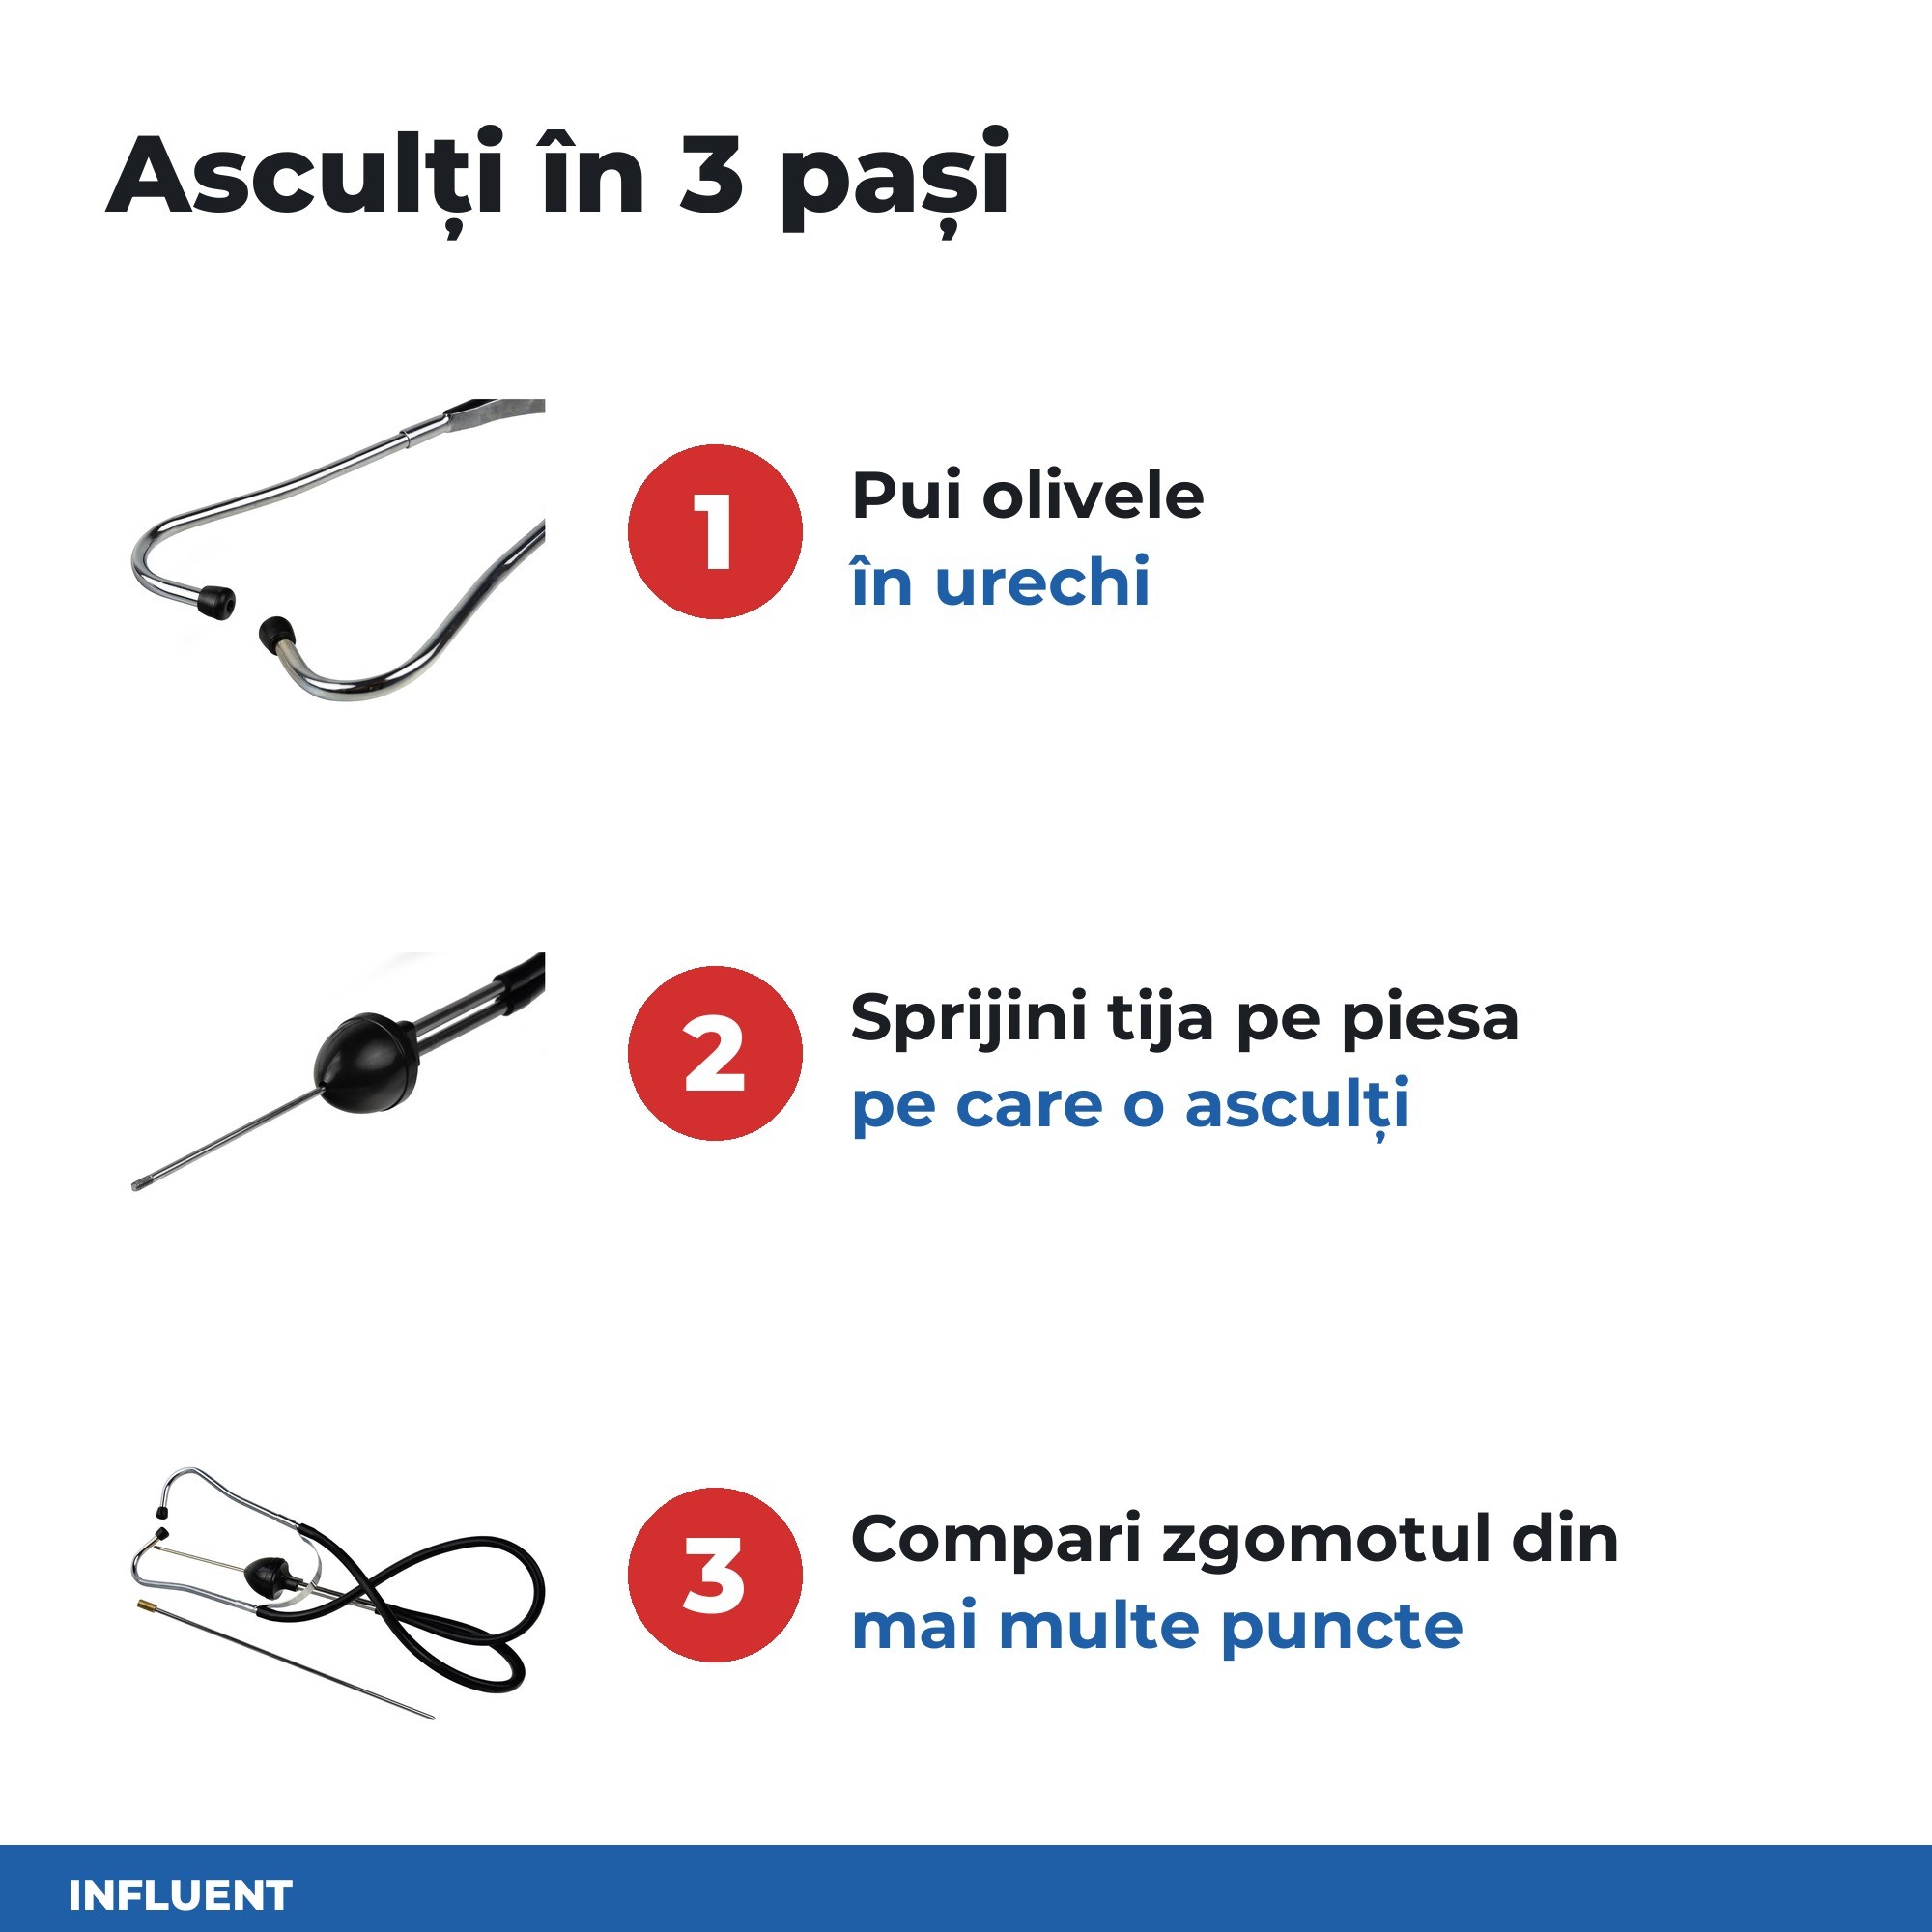 Asculți în 3 pași
1
Pui olivele
în urechi
2
Sprijini tija pe piesa
pe care o asculți
3
Compari zgomotul din
mai multe puncte
INFLUENT